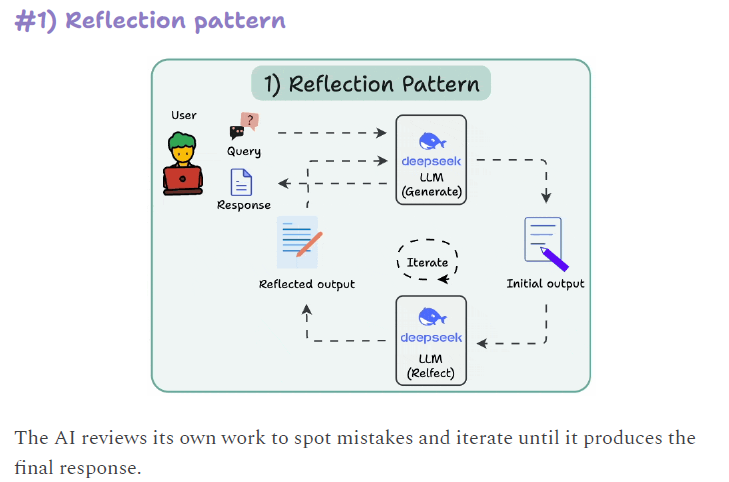 #1) Reflection pattern
1) Reflection Pattern
User
?
Query
Response
deepseek
LLM
(Generate)
Reflected output
Iterate
Initial output
deepseek
LLM
(Relfect)
The AI reviews its own work to spot mistakes and iterate until it produces the
final response.